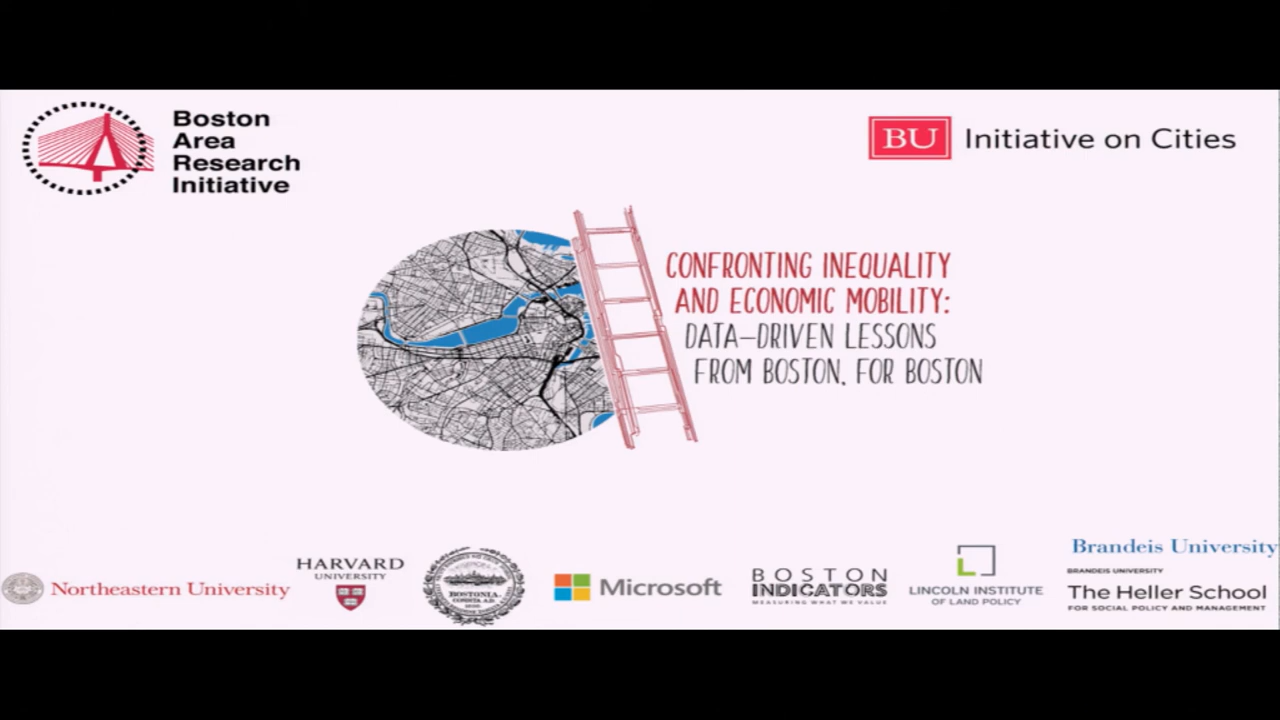 Boston
Area
Research
Initiative
BU Initiative on Cities
CONFRONTING INEQUALITY
AND ECONOMIC MOBILITY:
DATA–DRIVEN LESSONS
FROM BOSTON, FOR BOSTON
Northeastern University
HARVARD
UNIVERSITY
BOSTONIA.
CONDITA A.D.
Microsoft
BOSTON
INDICATORS
MEASURING WHAT WE VALUE
LINCOLN INSTITUTE
OF LAND POLICY
Brandeis University
BRANDEIS UNIVERSITY
The Heller School
FOR SOCIAL POLICY AND MANAGEMENT